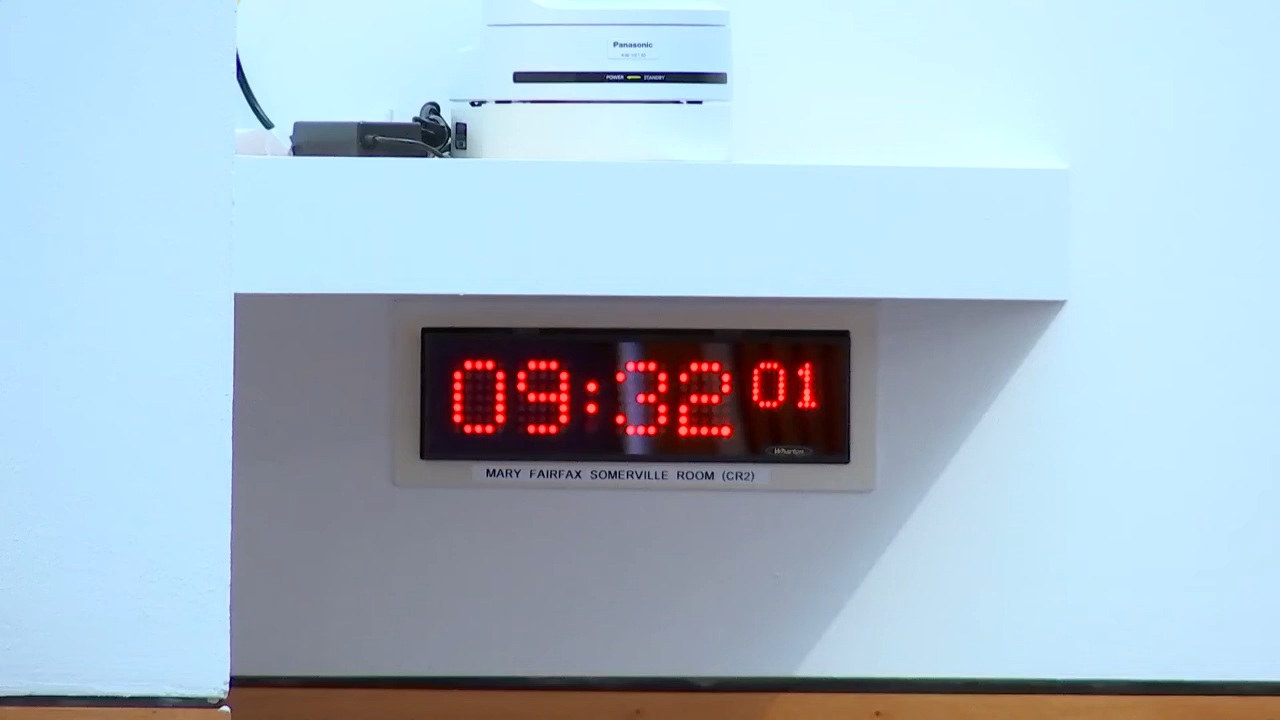 Panasonic
POWER STANDBY
09:32 01
Wharton
MARY FAIRFAX SOMERVILLE ROOM (CR2)